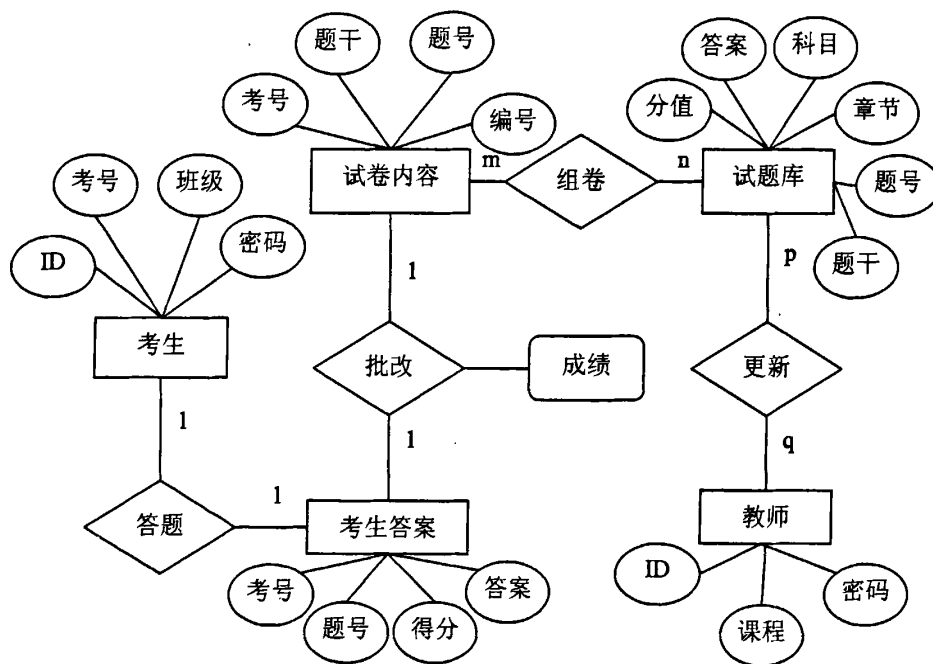 题干
题号
答案
科目
考号
编号
分值
章节
试卷内容
m
组卷
n
试题库
题号
考号
班级
ID
密码
题干
1
p
考生
批改
成绩
更新
1
1
q
答题
1
考生答案
教师
考号
题号
得分
答案
ID
课程
密码